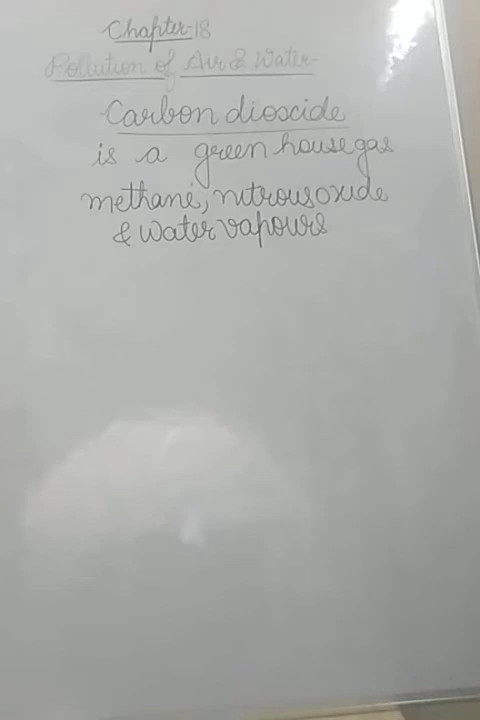 Chapter-18
Pollution of Air & Water-
Carbon dioxide
is a green house gas
methane, nitrous oxide
& water vapours